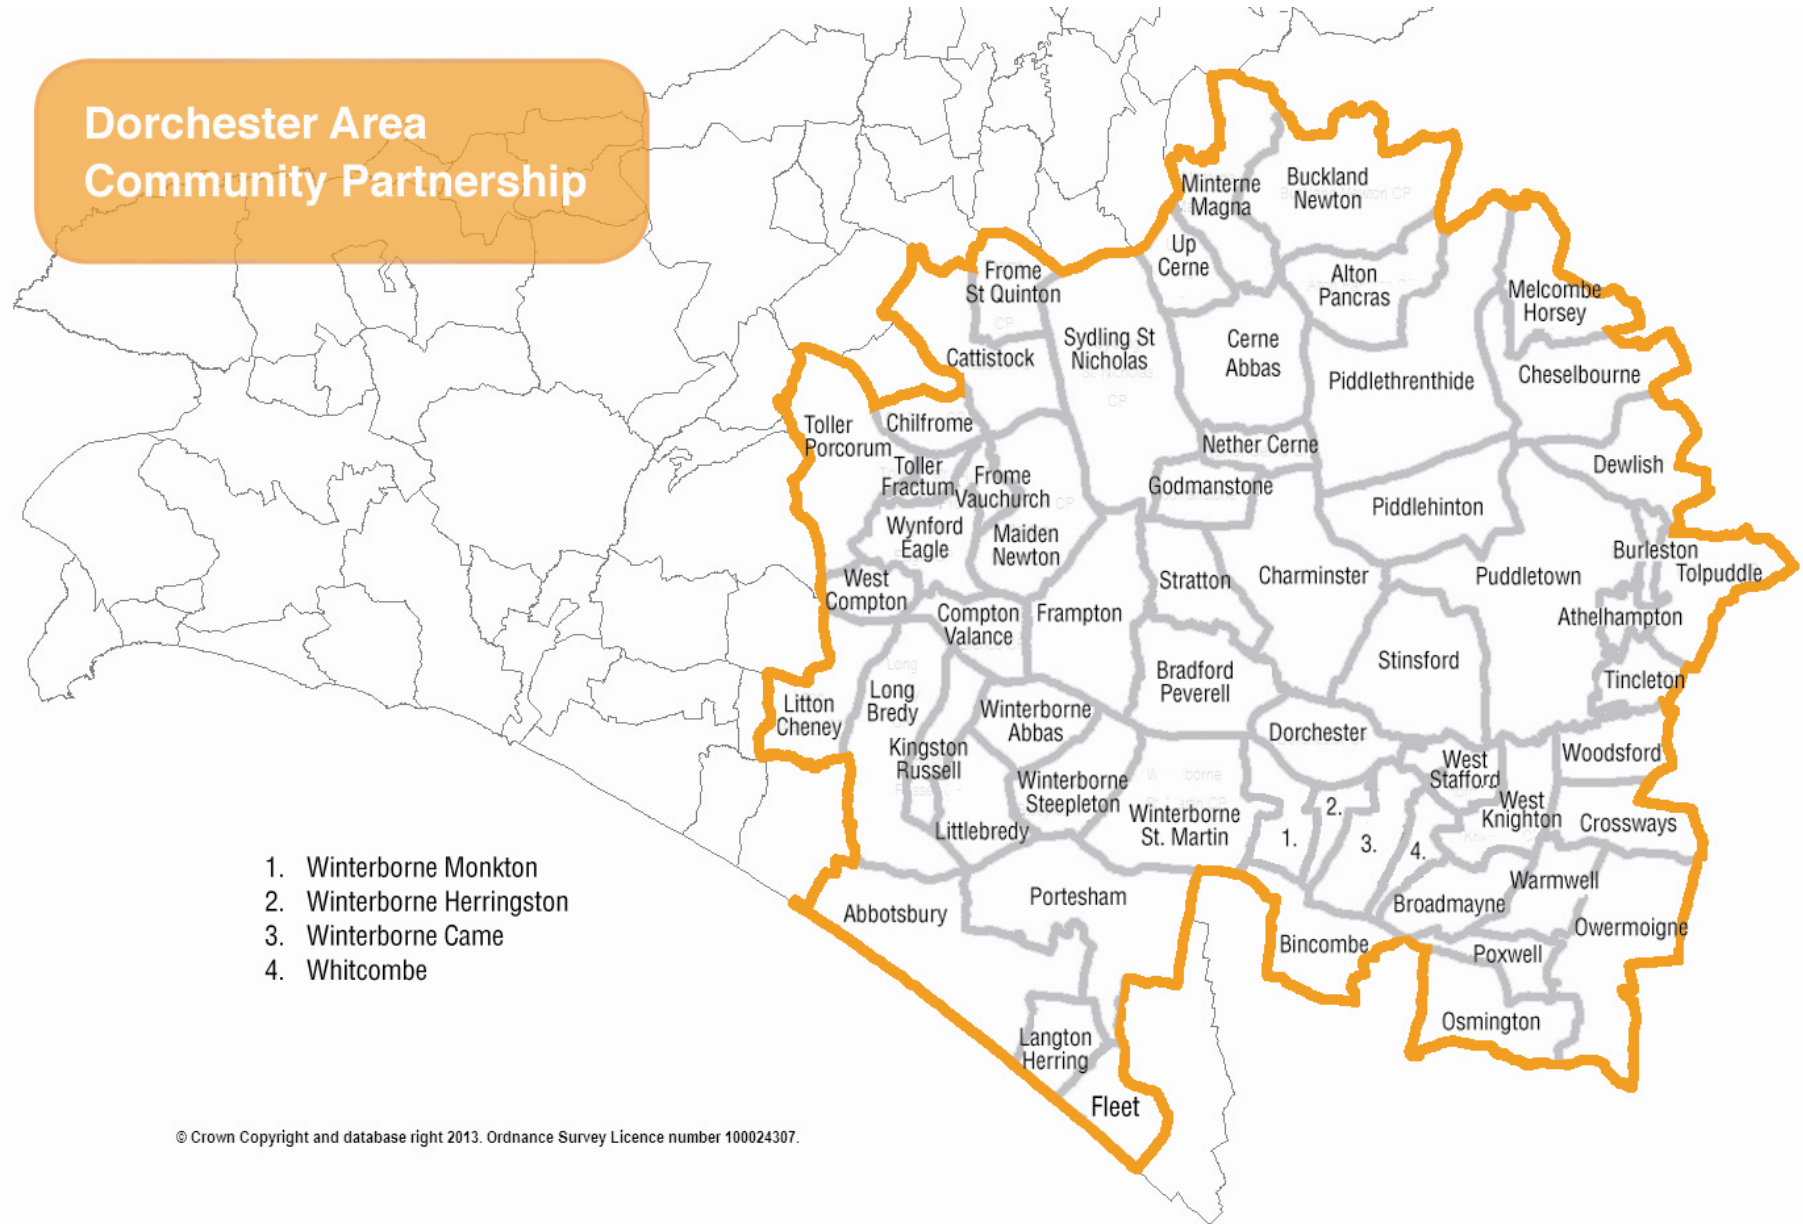 Dorchester Area
Community Partnership
Minterne
Magna
Buckland
Newton
Up
Cerne
Frome
St Quinton
Alton
Pancras
Melcombe
Horsey
Sydling St
Nicholas
Cerne
Abbas
Cattistock
Piddlethrenthide
Cheselbourne
Toller
Porcorum
Chilfrome
Nether Cerne
Toller
Fractum
Frome
Vauchurch
Godmanstone
Dewlish
Piddlehinton
Wynford
Eagle
Maiden
Newton
Burleston
Tolpuddle
West
Compton
Stratton
Charminster
Puddletown
Compton
Valance
Frampton
Athelhampton
Bradford
Peverell
Stinsford
Tincleton
Litton
Cheney
Long
Bredy
Winterborne
Abbas
Dorchester
Kingston
Russell
West
Stafford
Woodsford
Winterborne
Steepleton
Winterborne
St. Martin
West
Knighton
Crossways
Littlebredy
1.
2.
3.
4.
Warmwell
Portesham
Broadmayne
Abbotsbury
Owermoigne
Bincombe
Poxwell
Osmington
Langton
Herring
Fleet
1. Winterborne Monkton
2. Winterborne Herringston
3. Winterborne Came
4. Whitcombe
© Crown Copyright and database right 2013. Ordnance Survey Licence number 100024307.